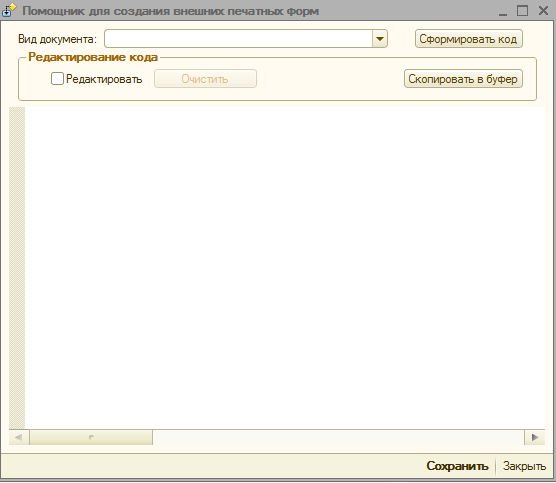 Помощник для создания внешних печатных форм
Вид документа:
Сформировать код
Редактирование кода
Редактировать
Очистить
Скопировать в буфер
Сохранить
Закрыть